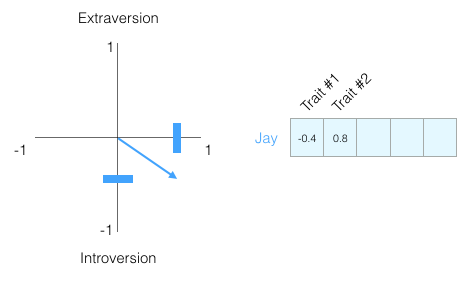 Extraversion
1
-1
1
-1
Introversion
Trait #1
Trait #2
Jay
-0.4
0.8